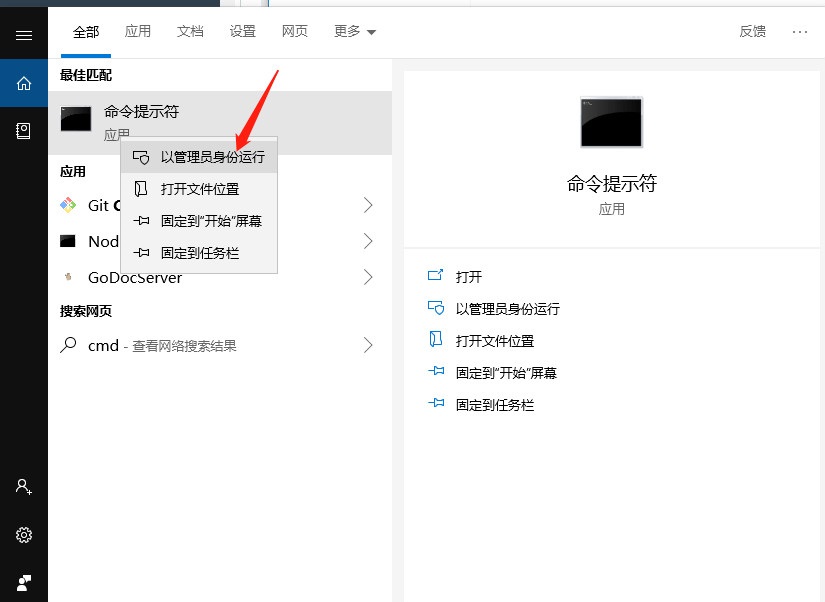 全部 应用 文档 设置 网页 更多 反馈
最佳匹配
命令提示符
应用
以管理员身份运行
打开文件位置
固定到"开始"屏幕
固定到任务栏
应用
Git
Nod
GoDocServer
搜索网页
cmd - 查看网络搜索结果
命令提示符
应用
打开
以管理员身份运行
打开文件位置
固定到"开始"屏幕
固定到任务栏